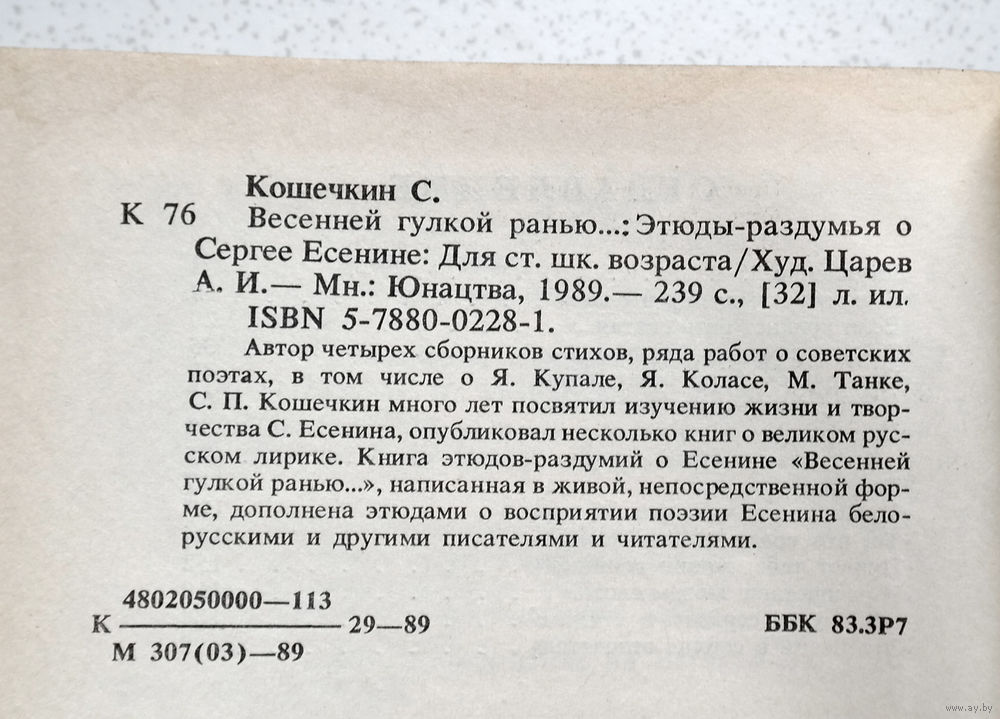 Кошечкин С.
К 76 Весенней гулкой ранью...: Этюды-раздумья о
Сергее Есенине: Для ст. шк. возраста/Худ. Царев
А. И.— Мн.: Юнацтва, 1989.— 239 с., [32] л. ил.
ISBN 5-7880-0228-1.
Автор четырех сборников стихов, ряда работ о советских
поэтах, в том числе о Я. Купале, Я. Коласе, М. Танке,
С. П. Кошечкин много лет посвятил изучению жизни и твор-
чества С. Есенина, опубликовал несколько книг о великом рус-
ском лирике. Книга этюдов-раздумий о Есенине «Весенней
гулкой ранью...», написанная в живой, непосредственной фор-
ме, дополнена этюдами о восприятии поэзии Есенина бело-
русскими и другими писателями и читателями.
4802050000—113
К 29—89
М 307(03)—89
ББК 83.3Р7
www.ay.by